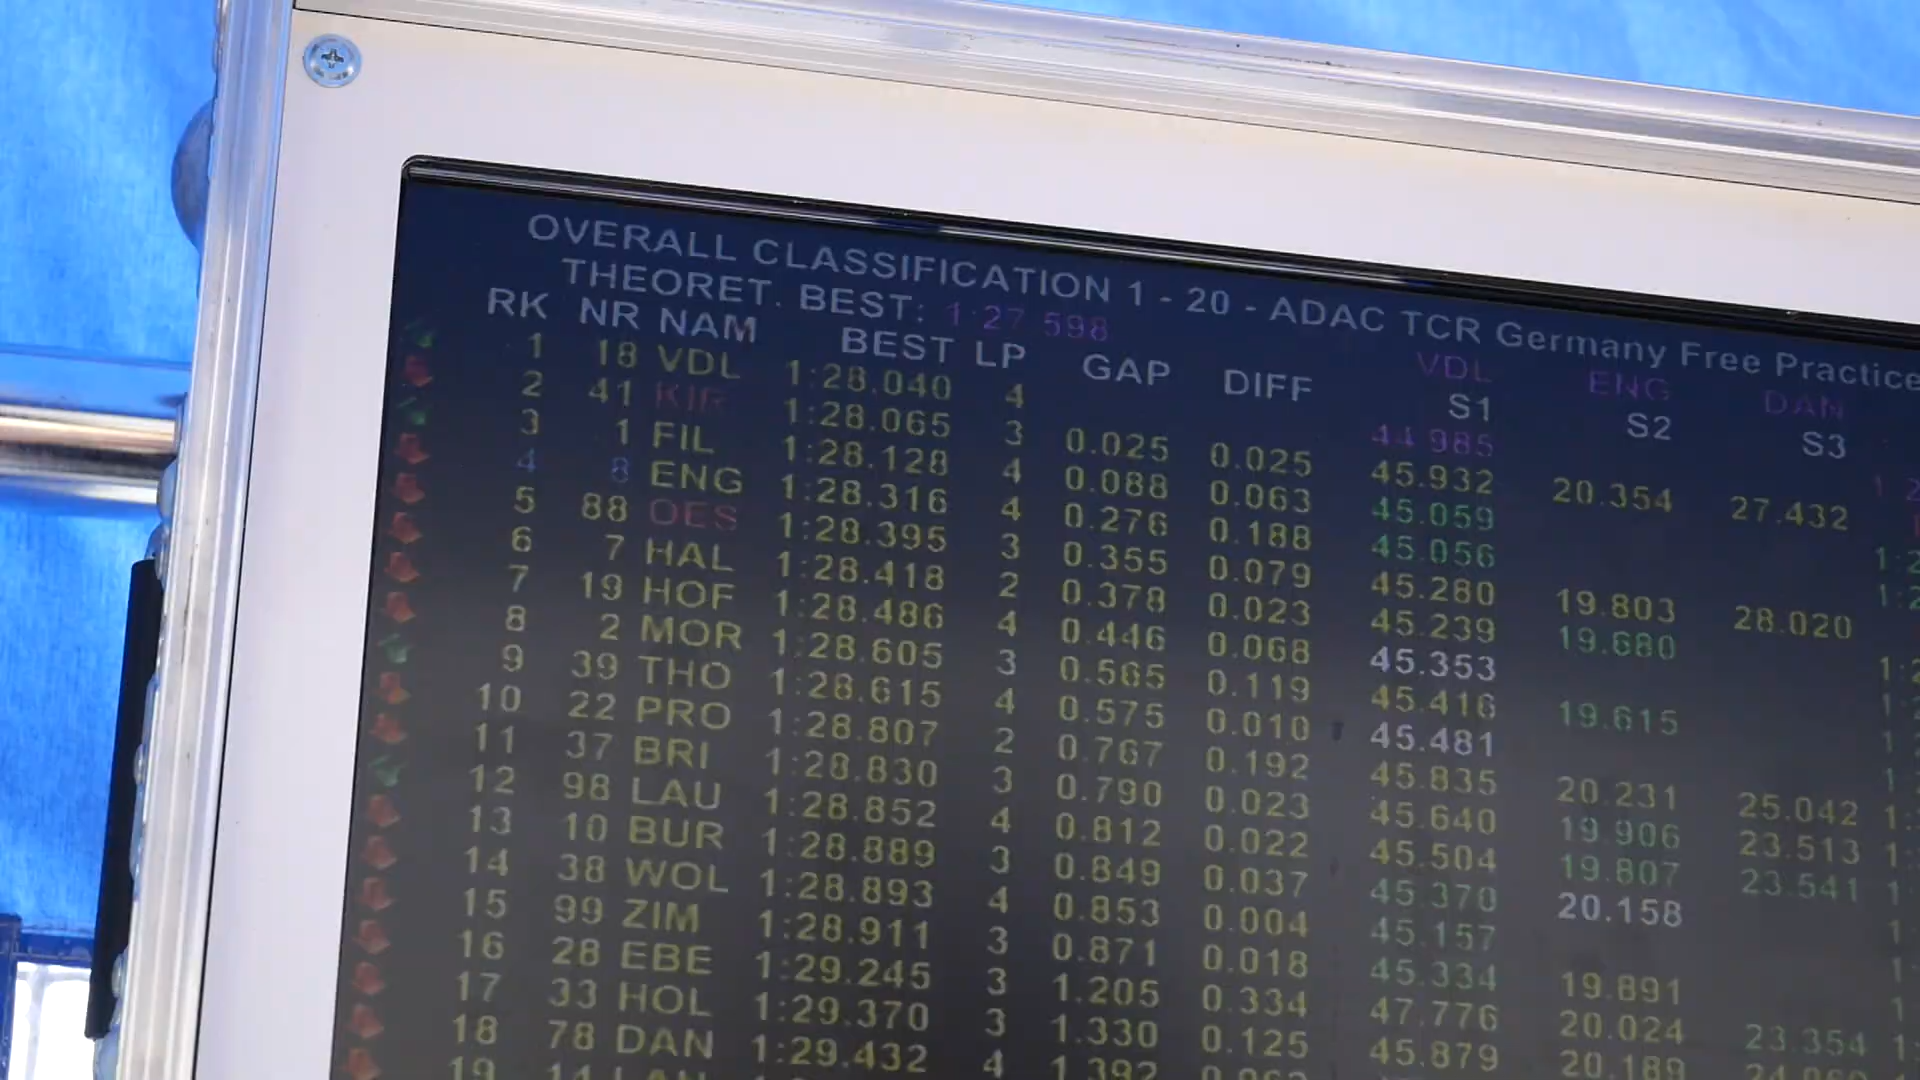 OVERALL CLASSIFICATION 1 - 20 - ADAC TCR Germany Free Practice
THEORET. BEST: 1:27.598 VDL ENG DAN
RK NR NAM BEST LP GAP DIFF S1 S2 S3
1 18 VDL 1:28.040 4 44.985
2 41 KIR 1:28.065 3 0.025 0.025 45.932 20.354 27.432
3 1 FIL 1:28.128 4 0.088 0.063 45.059
4 8 ENG 1:28.316 4 0.276 0.188 45.056
5 88 OES 1:28.395 3 0.355 0.079 45.280 19.803 28.020
6 7 HAL 1:28.418 2 0.378 0.023 45.239 19.680
7 19 HOF 1:28.486 4 0.446 0.068 45.353
8 2 MOR 1:28.605 3 0.565 0.119 45.416 19.615
9 39 THO 1:28.615 4 0.575 0.010 45.481
10 22 PRO 1:28.807 2 0.767 0.192 45.835 20.231 25.042
11 37 BRI 1:28.830 3 0.790 0.023 45.640 19.906 23.513
12 98 LAU 1:28.852 4 0.812 0.022 45.504 19.807 23.541
13 10 BUR 1:28.889 3 0.849 0.037 45.370 20.158
14 38 WOL 1:28.893 4 0.853 0.004 45.157
15 99 ZIM 1:28.911 3 0.871 0.018 45.334 19.891
16 28 EBE 1:29.245 3 1.205 0.334 47.776 20.024 23.354
17 33 HOL 1:29.370 3 1.330 0.125 45.879 20.189
18 78 DAN 1:29.432 4 1.392
19